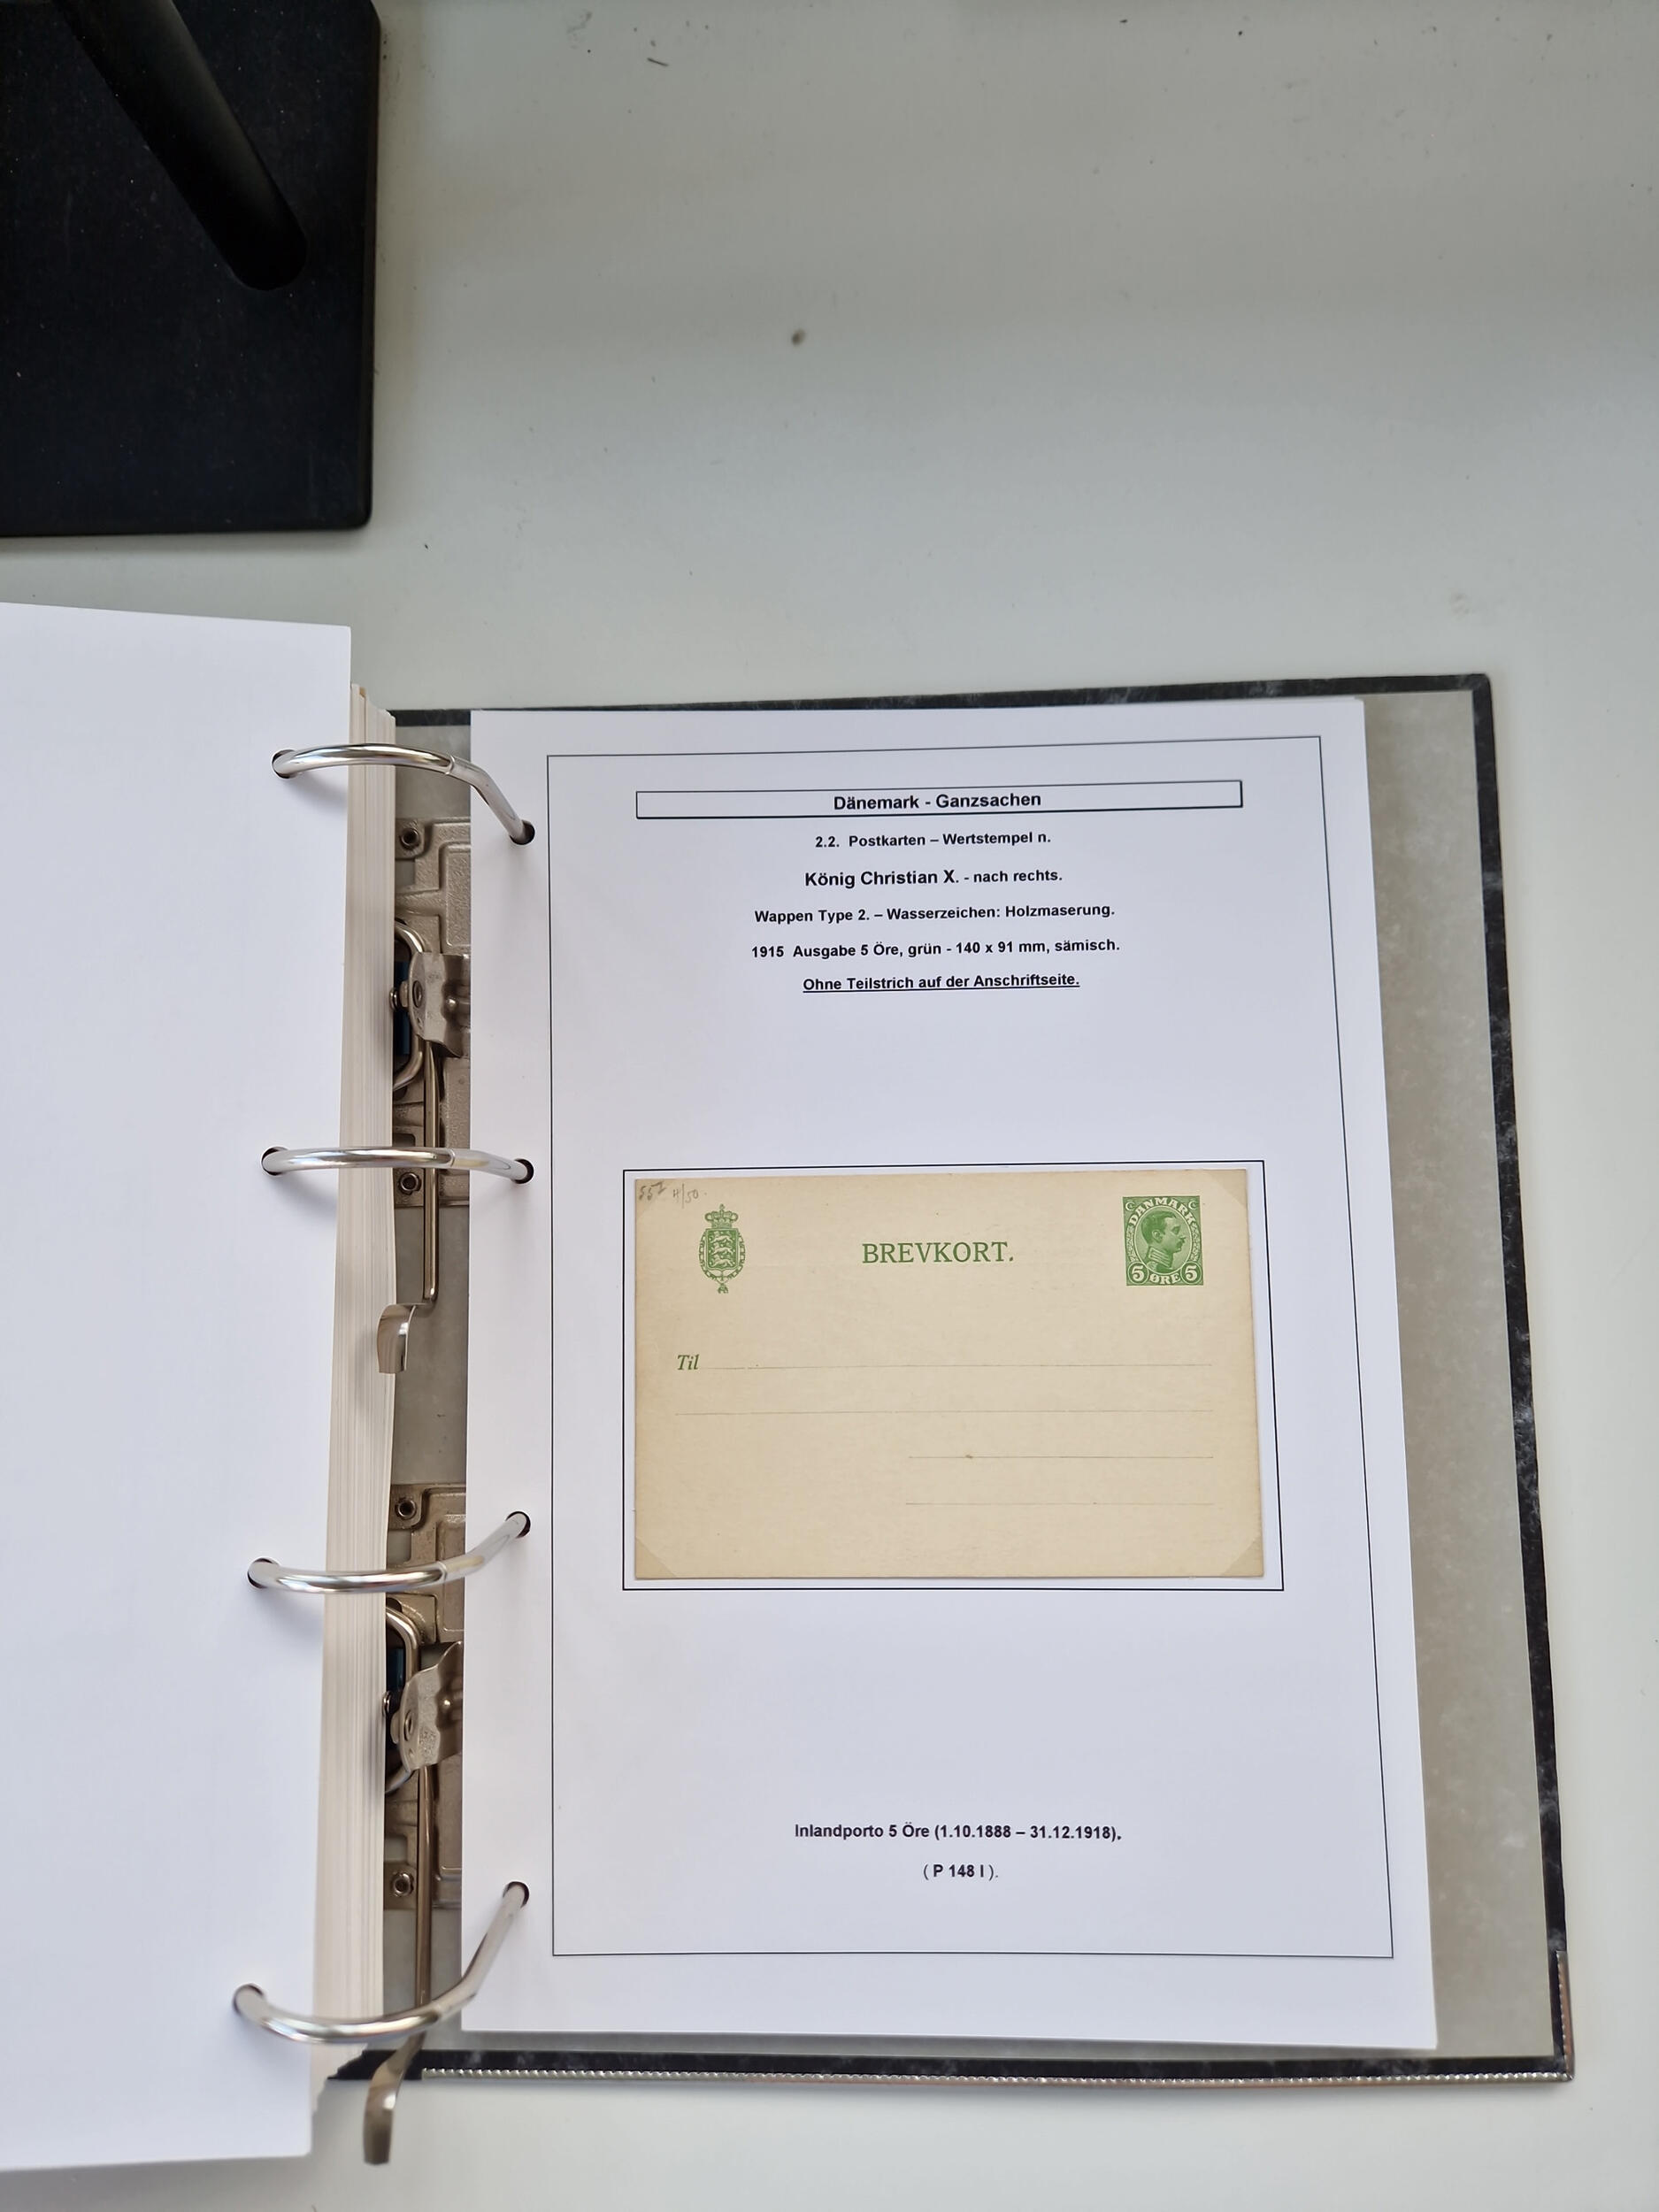 Dänemark - Ganzsachen
2.2. Postkarten – Wertstempel n.
König Christian X. - nach rechts.
Wappen Type 2. – Wasserzeichen: Holzmaserung.
1915 Ausgabe 5 Öre, grün - 140 x 91 mm, sämisch.
Ohne Teilstrich auf der Anschriftseite.
4/50.
DANMARK
C C
BREVKORT.
5 ØRE 5
Til
Inlandporto 5 Öre (1.10.1888 – 31.12.1918).
( P 148 I ).